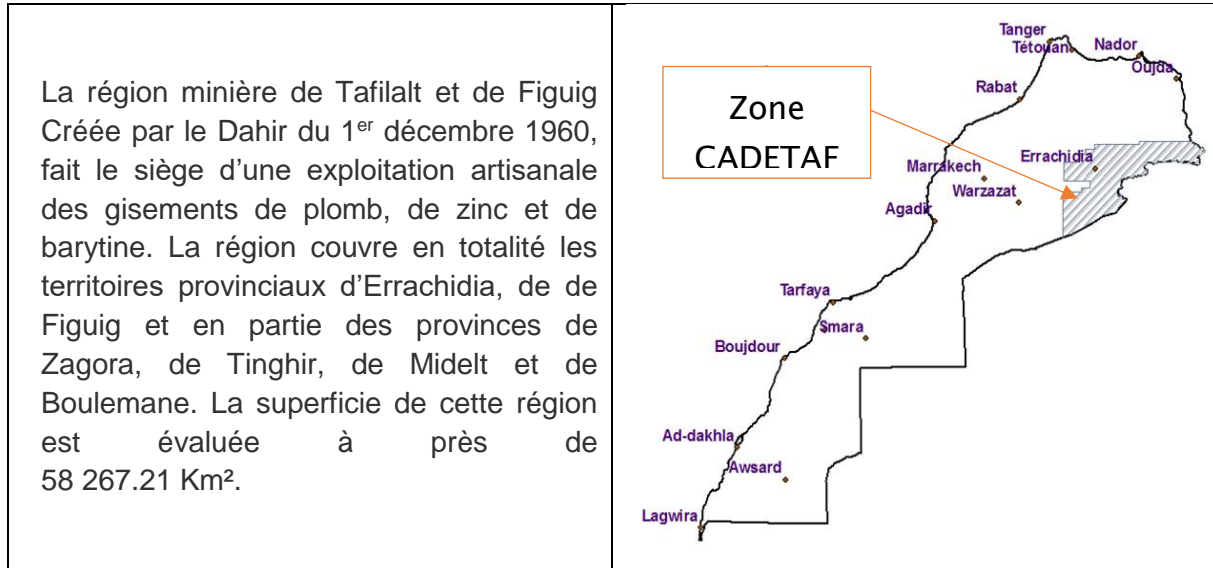 La région minière de Tafilalt et de Figuig
Créée par le Dahir du 1er décembre 1960,
fait le siège d'une exploitation artisanale
des gisements de plomb, de zinc et de
barytine. La région couvre en totalité les
territoires provinciaux d'Errachidia, de de
Figuig et en partie des provinces de
Zagora, de Tinghir, de Midelt et de
Boulemane. La superficie de cette région
est évaluée à près de
58 267.21 Km².
Zone
CADETAF
Tanger
Tétouan
Nador
Oujda
Rabat
Errachidia
Marrakech
Warzazat
Agadir
Tarfaya
Smara
Boujdour
Ad-dakhla
Awsard
Lagwira